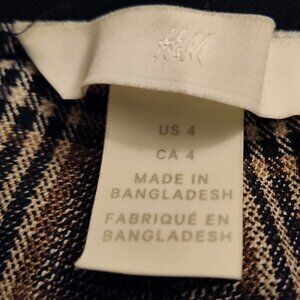 H&M
US 4
CA 4
MADE IN
BANGLADESH
FABRIQUÉ EN
BANGLADESH